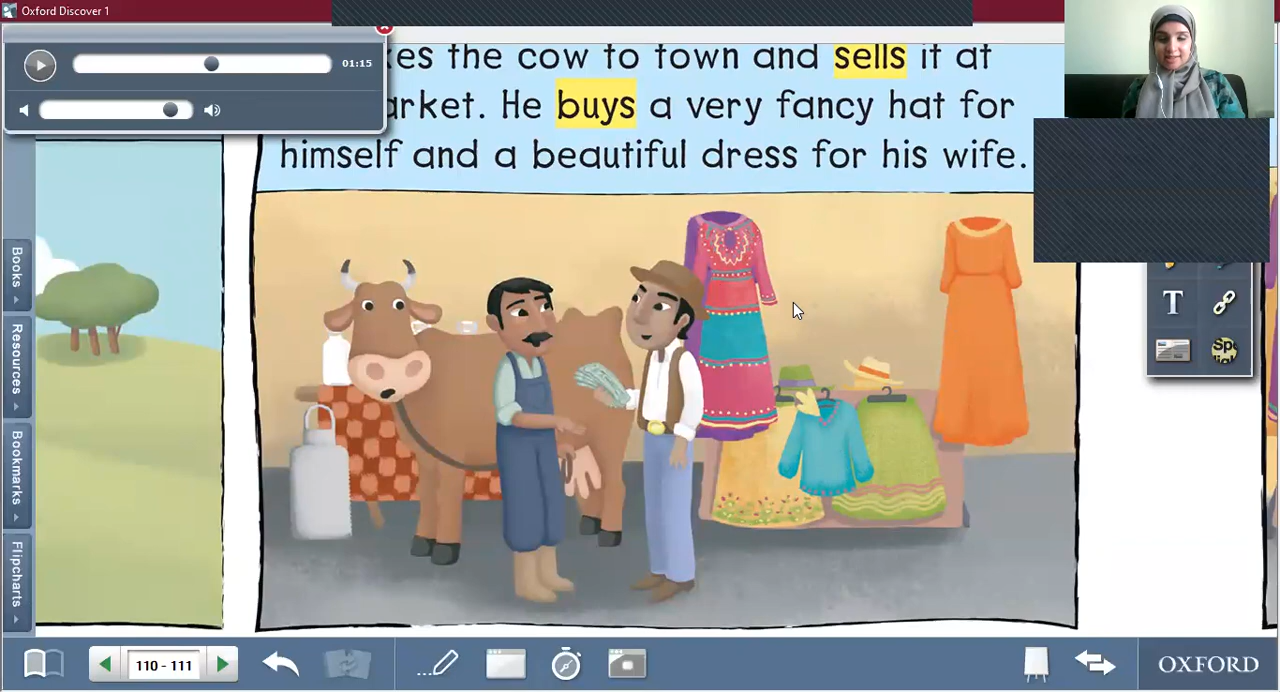 Oxford Discover 1
kes the cow to town and sells it at
01:15
arket. He buys a very fancy hat for
himself and a beautiful dress for his wife.
Books
Resources
Bookmarks
Flipcharts
T
110 - 111
OXFORD